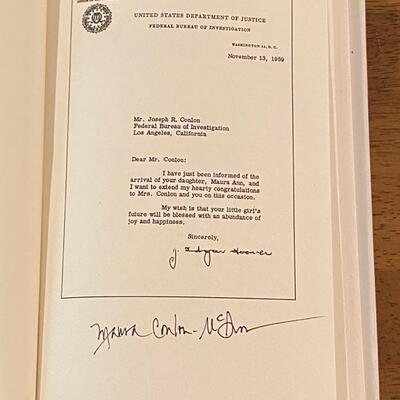 UNITED STATES DEPARTMENT OF JUSTICE
FEDERAL BUREAU OF INVESTIGATION
WASHINGTON 25, D.C.
November 13, 1959
Mr. Joseph R. Conlon
Federal Bureau of Investigation
Los Angeles, California
Dear Mr. Conlon:
I have just been informed of the
arrival of your daughter, Maura Ann, and
I want to extend my hearty congratulations
to Mrs. Conlon and you on this occasion.
My wish is that your little girl's
future will be blessed with an abundance of
joy and happiness.
Sincerely,
J. Edgar Hoover
Maura Conlon-